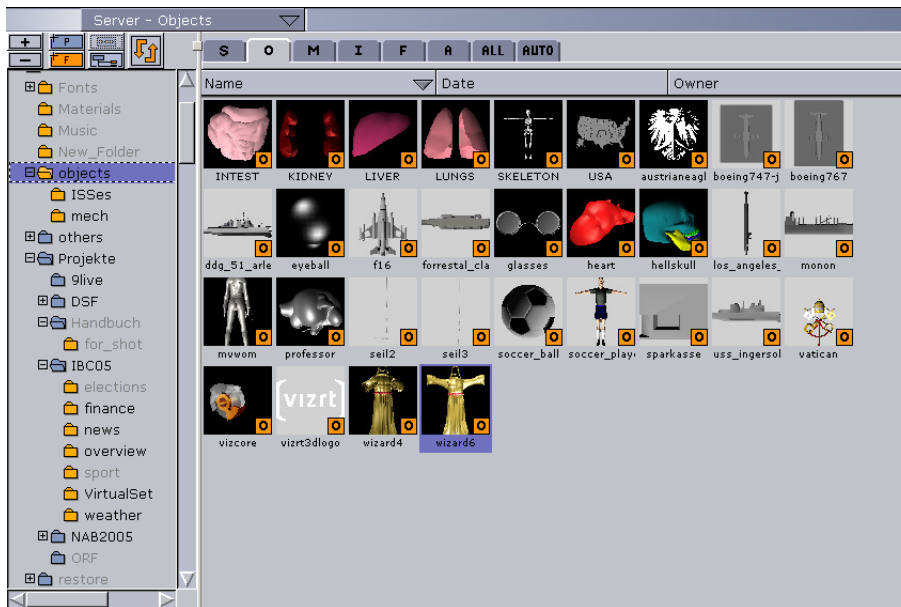 Server - Objects
+ + P
- + F
S O M I F A ALL AUTO
Name Date Owner
Fonts
Materials
Music
New_Folder
objects
ISSes
mech
others
Projekte
9live
DSF
Handbuch
for_shot
IBC05
elections
finance
news
overview
sport
VirtualSet
weather
NAB2005
ORF
restore
O O O O O O O O O
INTEST KIDNEY LIVER LUNGS SKELETON USA austrianeagl boeing747-j boeing767
O O O O O O O O O
ddg_51_arle eyeball f16 forrestal_cla glasses heart hellskull los_angeles_ monon
O O O O O O O O O
mvwom professor seil2 seil3 soccer_ball soccer_play sparkasse uss_ingersol vatican
vizrt
O O O O
vizcore vizrt3dlogo wizard4 wizard6